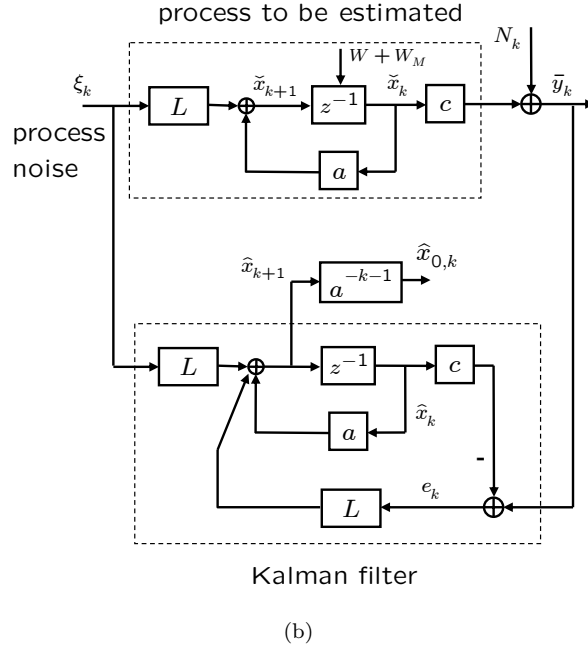 process to be estimated
N_k
W + W_M
ξ_k
L
x̆_{k+1}
z^{-1}
x̆_k
c
ȳ_k
process
noise
a
x̂_{k+1}
a^{-k-1}
x̂_{0,k}
L
z^{-1}
c
a
x̂_k
-
L
e_k
Kalman filter
(b)